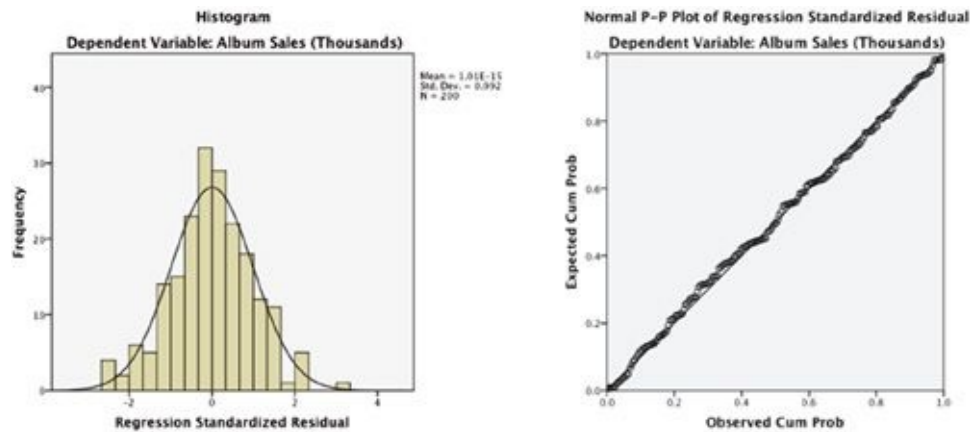 Histogram
Dependent Variable: Album Sales (Thousands)
Mean = 1.01E-15
Std. Dev. = 0.992
N = 200
40
30
20
10
0
Frequency
-2
0
2
4
Regression Standardized Residual
Normal P-P Plot of Regression Standardized Residual
Dependent Variable: Album Sales (Thousands)
1.0
0.8
0.6
0.4
0.2
0.0
Expected Cum Prob
0.0
0.2
0.4
0.6
0.8
1.0
Observed Cum Prob